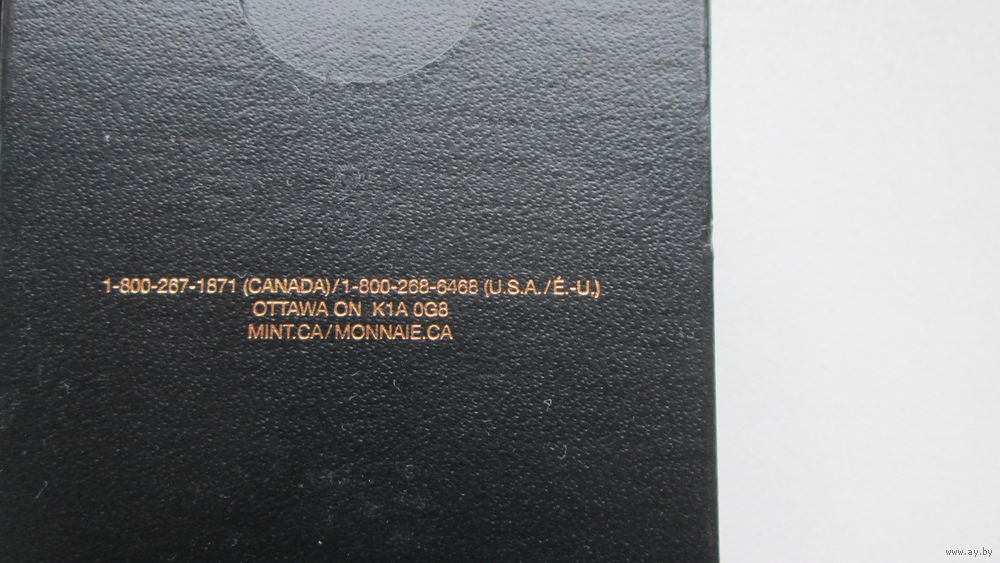 1-800-267-1871 (CANADA)/1-800-268-6468 (U.S.A./É.-U.)
OTTAWA ON K1A 0G8
MINT.CA/MONNAIE.CA
www.ay.by